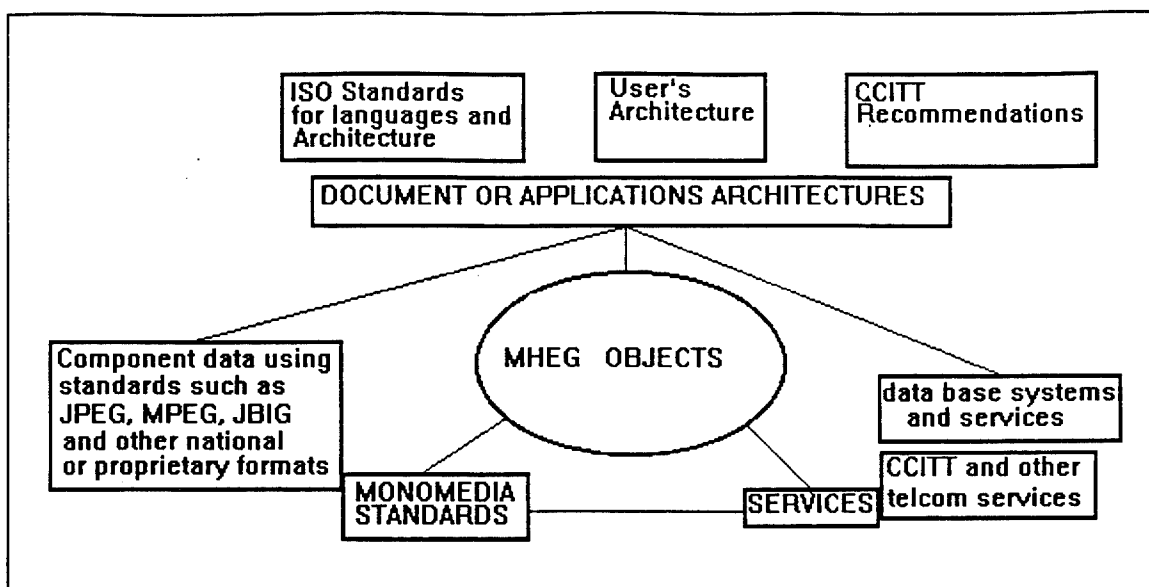 ISO Standards
for languages and
Architecture
User's
Architecture
CCITT
Recommendations
DOCUMENT OR APPLICATIONS ARCHITECTURES
MHEG OBJECTS
Component data using
standards such as
JPEG, MPEG, JBIG
and other national
or proprietary formats
data base systems
and services
MONOMEDIA
STANDARDS
SERVICES
CCITT and other
telcom services